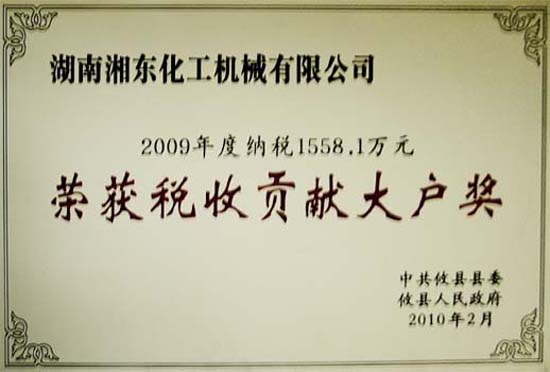 湖南湘东化工机械有限公司
2009年度纳税1558.1万元
荣获税收贡献大户奖
中共攸县县委
攸县人民政府
2010年2月